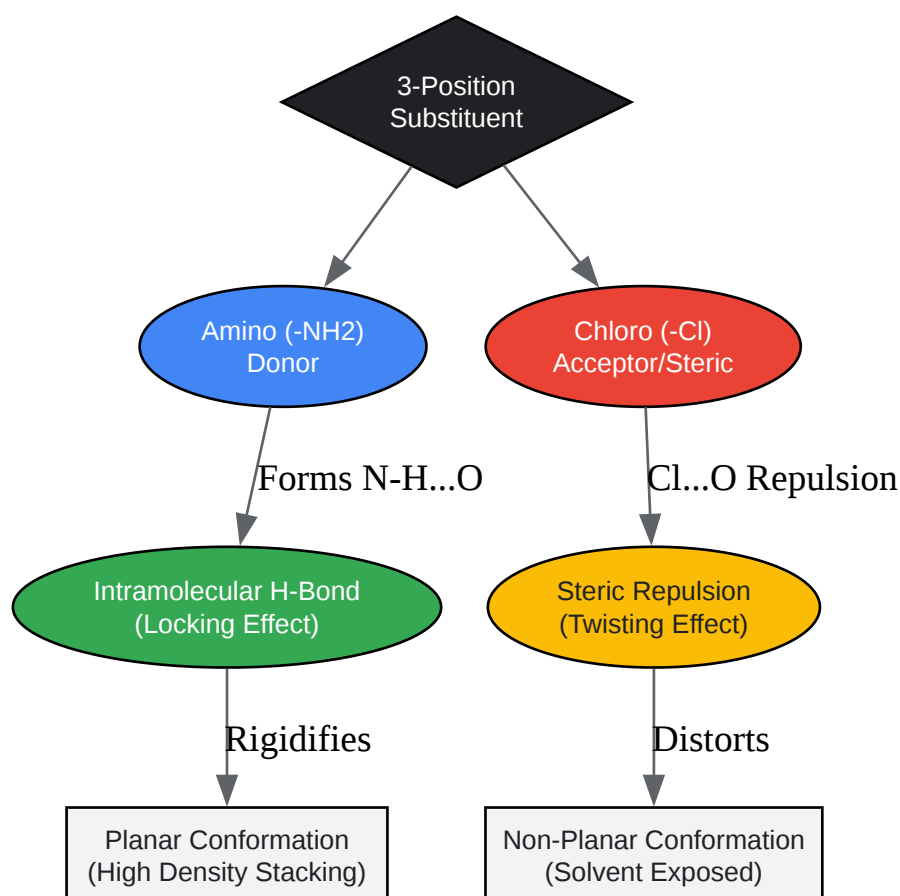 3-Position
Substituent
Amino (-NH2)
Donor
Chloro (-Cl)
Acceptor/Steric
Forms N-H...O
Cl...O Repulsion
Intramolecular H-Bond
(Locking Effect)
Steric Repulsion
(Twisting Effect)
Rigidifies
Distorts
Planar Conformation
(High Density Stacking)
Non-Planar Conformation
(Solvent Exposed)